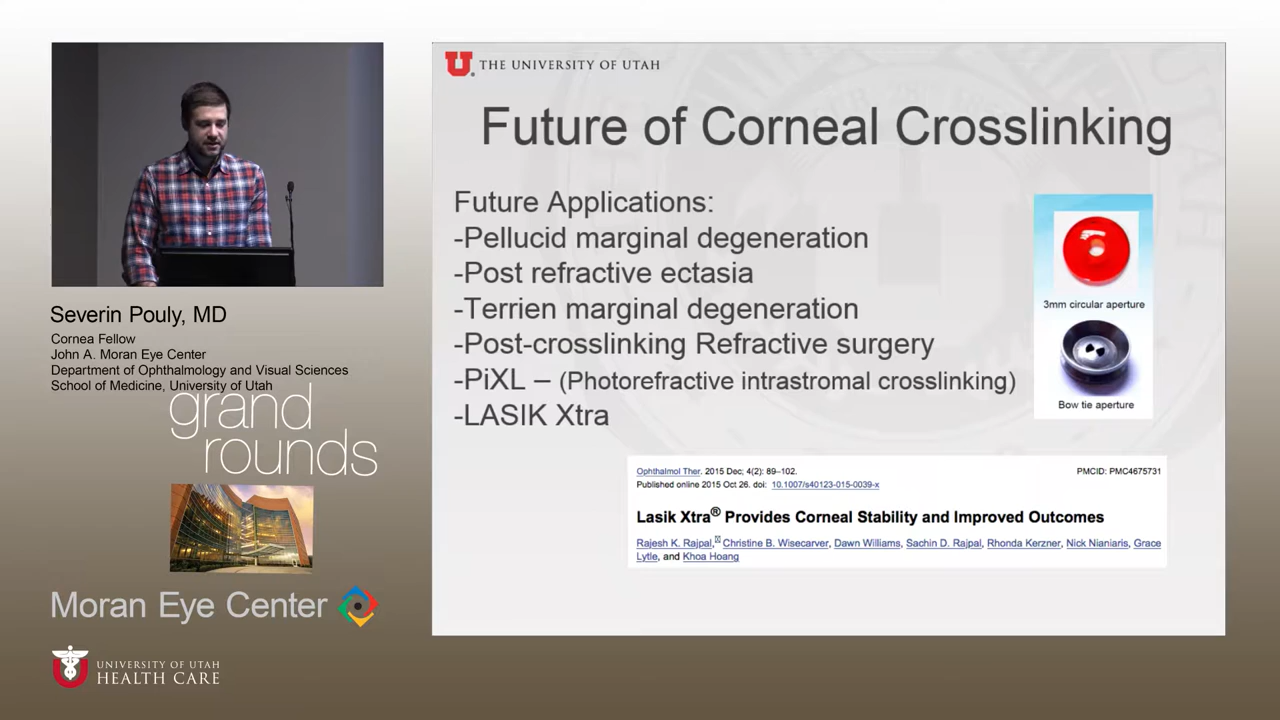 Severin Pouly, MD
Cornea Fellow
John A. Moran Eye Center
Department of Ophthalmology and Visual Sciences
School of Medicine, University of Utah
grand
rounds
Moran Eye Center
UNIVERSITY OF UTAH
HEALTH CARE
U THE UNIVERSITY OF UTAH
Future of Corneal Crosslinking
Future Applications:
-Pellucid marginal degeneration
-Post refractive ectasia
-Terrien marginal degeneration
-Post-crosslinking Refractive surgery
-PiXL – (Photorefractive intrastromal crosslinking)
-LASIK Xtra
3mm circular aperture
Bow tie aperture
Ophthalmol Ther. 2015 Dec; 4(2): 89–102. PMCID: PMC4675731
Published online 2015 Oct 26. doi: 10.1007/s40123-015-0039-x
Lasik Xtra® Provides Corneal Stability and Improved Outcomes
Rajesh K. Rajpal, Christine B. Wisecarver, Dawn Williams, Sachin D. Rajpal, Rhonda Kerzner, Nick Nianiaris, Grace
Lytle, and Khoa Hoang